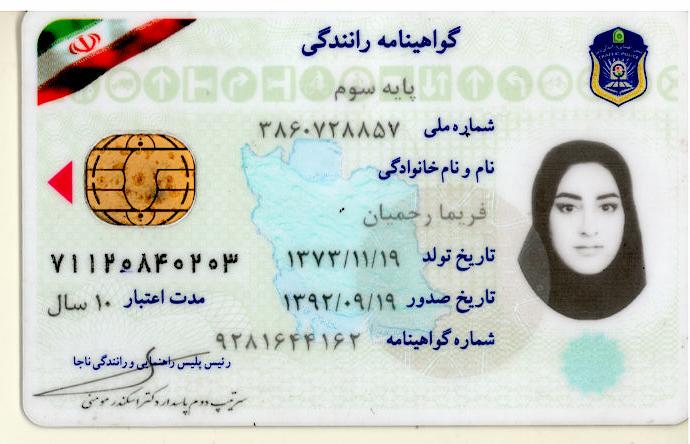 گواهینامه رانندگی
پایه سوم
شماره ملی ۳۸۶۰۷۲۸۸۵۷
نام و نام خانوادگی
فریما رحمیان
تاریخ تولد ۱۳۷۳/۱۱/۱۹
۷۱۱۲۵۸۴۰۲۰۳
تاریخ صدور ۱۳۹۲/۰۹/۱۹
مدت اعتبار ۱۰ سال
شماره گواهینامه ۹۲۸۱۶۴۴۱۶۲
رئیس پلیس راهنمایی و رانندگی ناجا
سرتیپ دوم پاسدار دکتر اسکندر مومنی